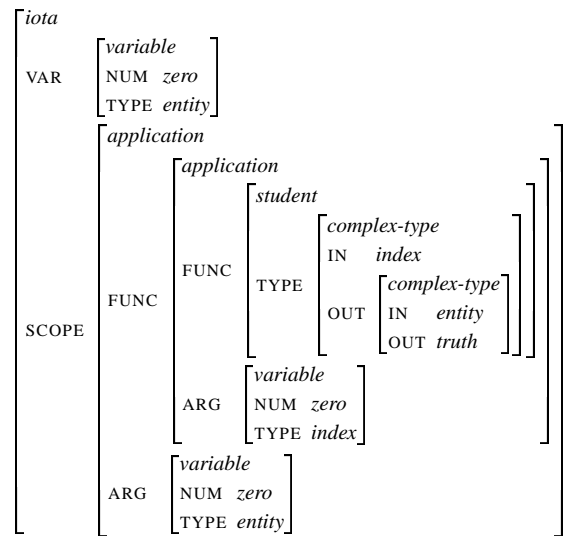 iota
variable
VAR NUM zero
TYPE entity
application
application
student
complex-type
IN index
FUNC
TYPE
complex-type
OUT IN entity
OUT truth
FUNC
SCOPE
variable
ARG NUM zero
TYPE index
variable
ARG NUM zero
TYPE entity